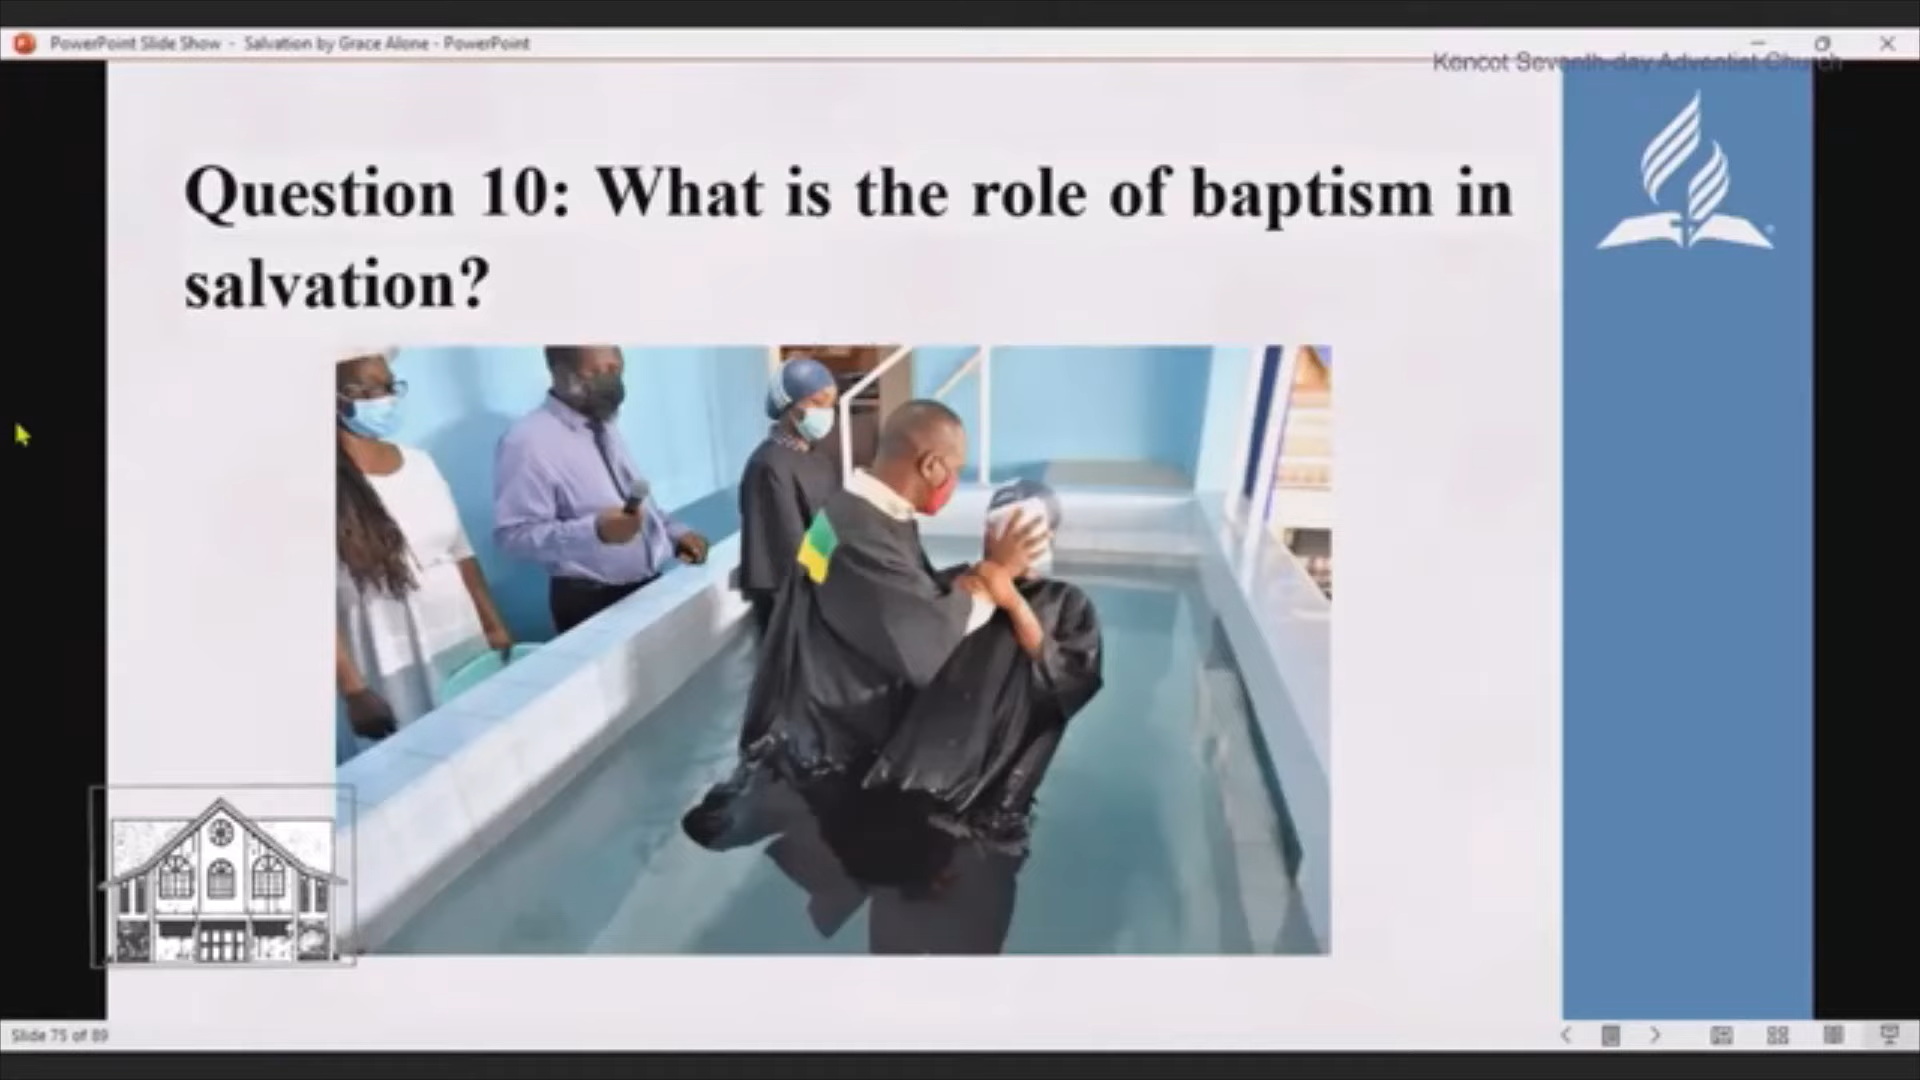 PowerPoint Slide Show - Salvation by Grace Alone - PowerPoint
Kencot Seventh-day Adventist Church
Question 10: What is the role of baptism in
salvation?
Slide 75 of 89